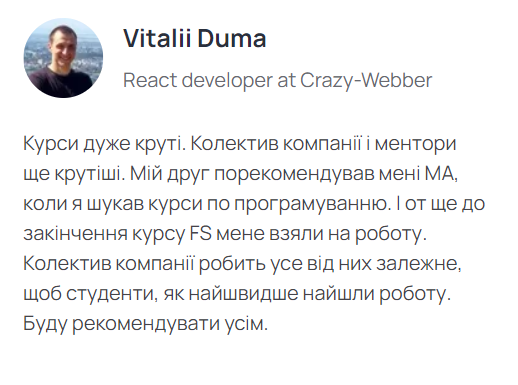 Vitalii Duma
React developer at Crazy-Webber
Курси дуже круті. Колектив компанії і ментори
ще крутіші. Мій друг порекомендував мені МА,
коли я шукав курси по програмуванню. І от ще до
закінчення курсу FS мене взяли на роботу.
Колектив компанії робить усе від них залежне,
щоб студенти, як найшвидше найшли роботу.
Буду рекомендувати усім.